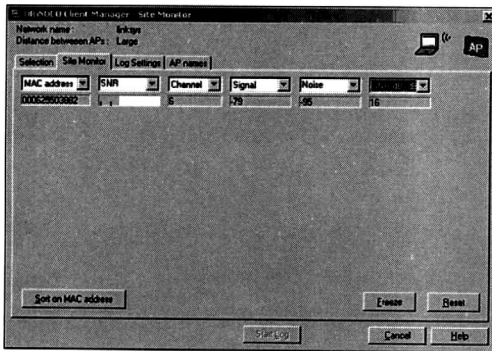 ORiNOCO Client Manager - Site Monitor
Network name : linksys
Distance between APs : Large
AP
Selection Site Monitor Log Settings AP names
MAC address SNR Channel Signal Noise
6 -79 -95 16
Sort on MAC address Freeze Reset
Start Log Cancel Help